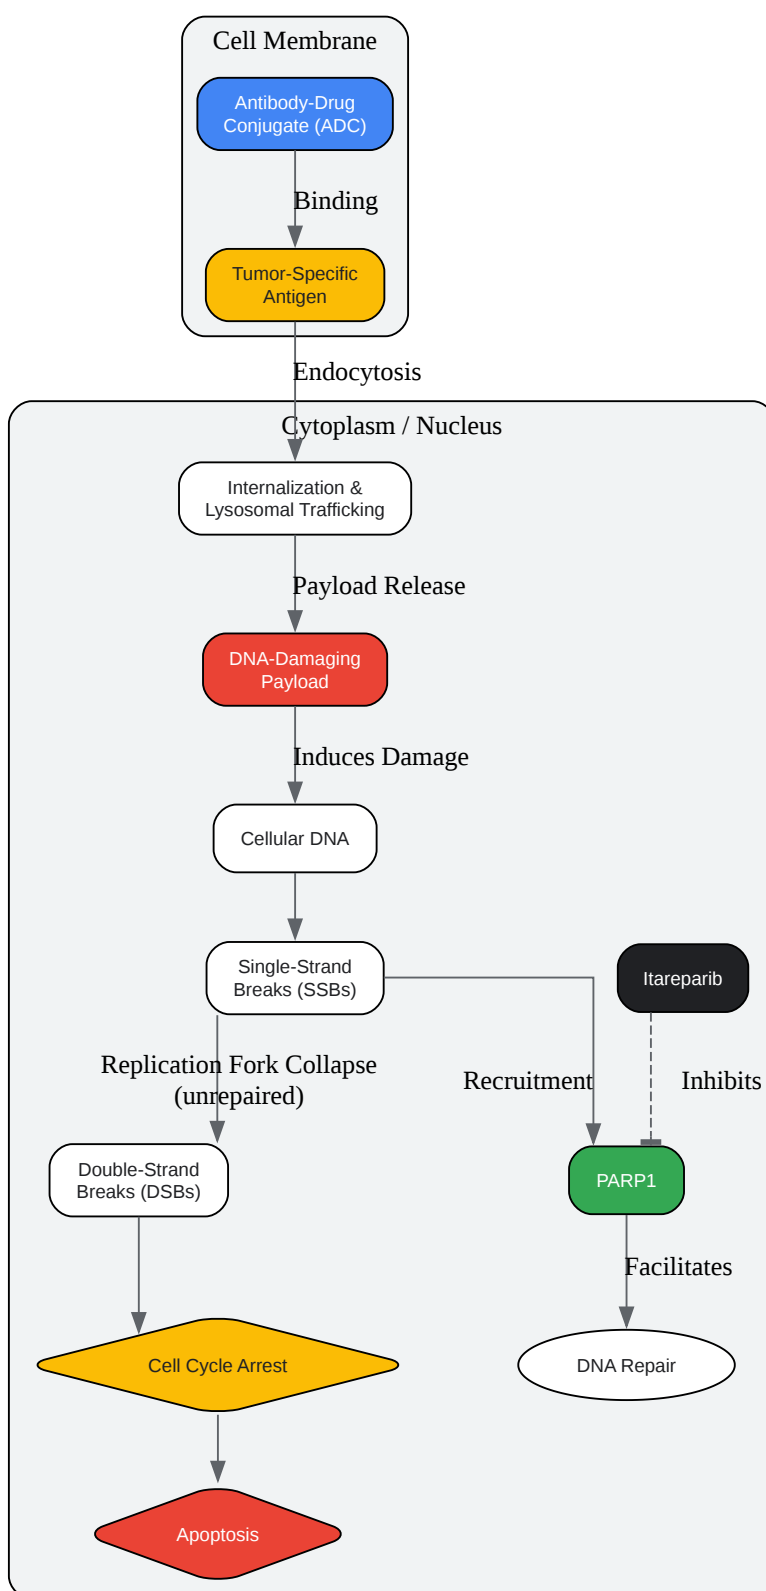 Cell Membrane
Antibody-Drug
Conjugate (ADC)
Binding
Tumor-Specific
Antigen
Endocytosis
Cytoplasm / Nucleus
Internalization &
Lysosomal Trafficking
Payload Release
DNA-Damaging
Payload
Induces Damage
Cellular DNA
Single-Strand
Breaks (SSBs)
Itareparib
Replication Fork Collapse
(unrepaired)
Recruitment
Inhibits
Double-Strand
Breaks (DSBs)
PARP1
Facilitates
Cell Cycle Arrest
DNA Repair
Apoptosis